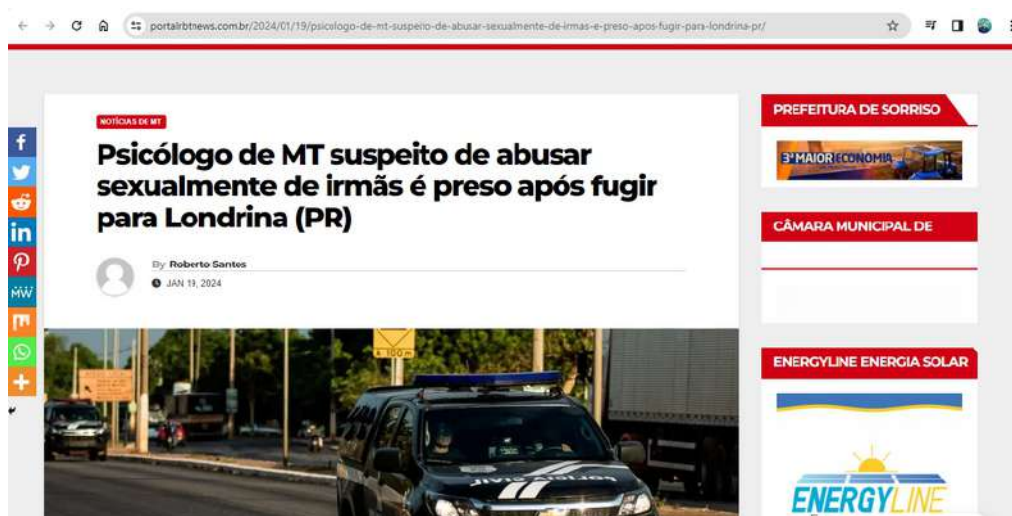 portalrbtnews.com.br/2024/01/19/psicologo-de-mt-suspeito-de-abusar-sexualmente-de-irmas-e-preso-apos-fugir-para-londrina-pr/
NOTÍCIAS DE MT
Psicólogo de MT suspeito de abusar
sexualmente de irmãs é preso após fugir
para Londrina (PR)
By Roberto Santos
JAN 19, 2024
A 100 m
POLÍCIA CIVIL
PREFEITURA DE SORRISO
3ª MAIOR ECONOMIA
CÂMARA MUNICIPAL DE
ENERGYLINE ENERGIA SOLAR
ENERGYLINE